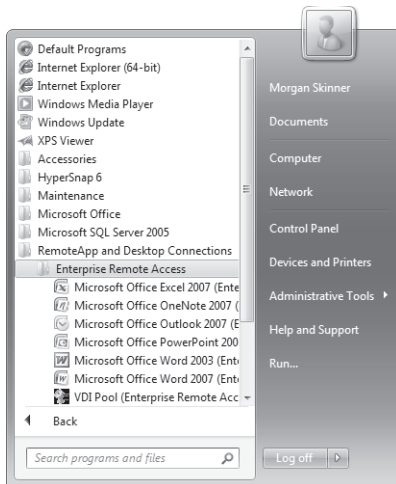 Default Programs
Internet Explorer (64-bit)
Internet Explorer
Windows Media Player
Windows Update
XPS Viewer
Accessories
HyperSnap 6
Maintenance
Microsoft Office
Microsoft SQL Server 2005
RemoteApp and Desktop Connections
Enterprise Remote Access
Microsoft Office Excel 2007 (Ente
Microsoft Office OneNote 2007 (
Microsoft Office Outlook 2007 (E
Microsoft Office PowerPoint 200
Microsoft Office Word 2003 (Ente
Microsoft Office Word 2007 (Ente
VDI Pool (Enterprise Remote Acc
Back
Search programs and files
Morgan Skinner
Documents
Computer
Network
Control Panel
Devices and Printers
Administrative Tools
Help and Support
Run...
Log off